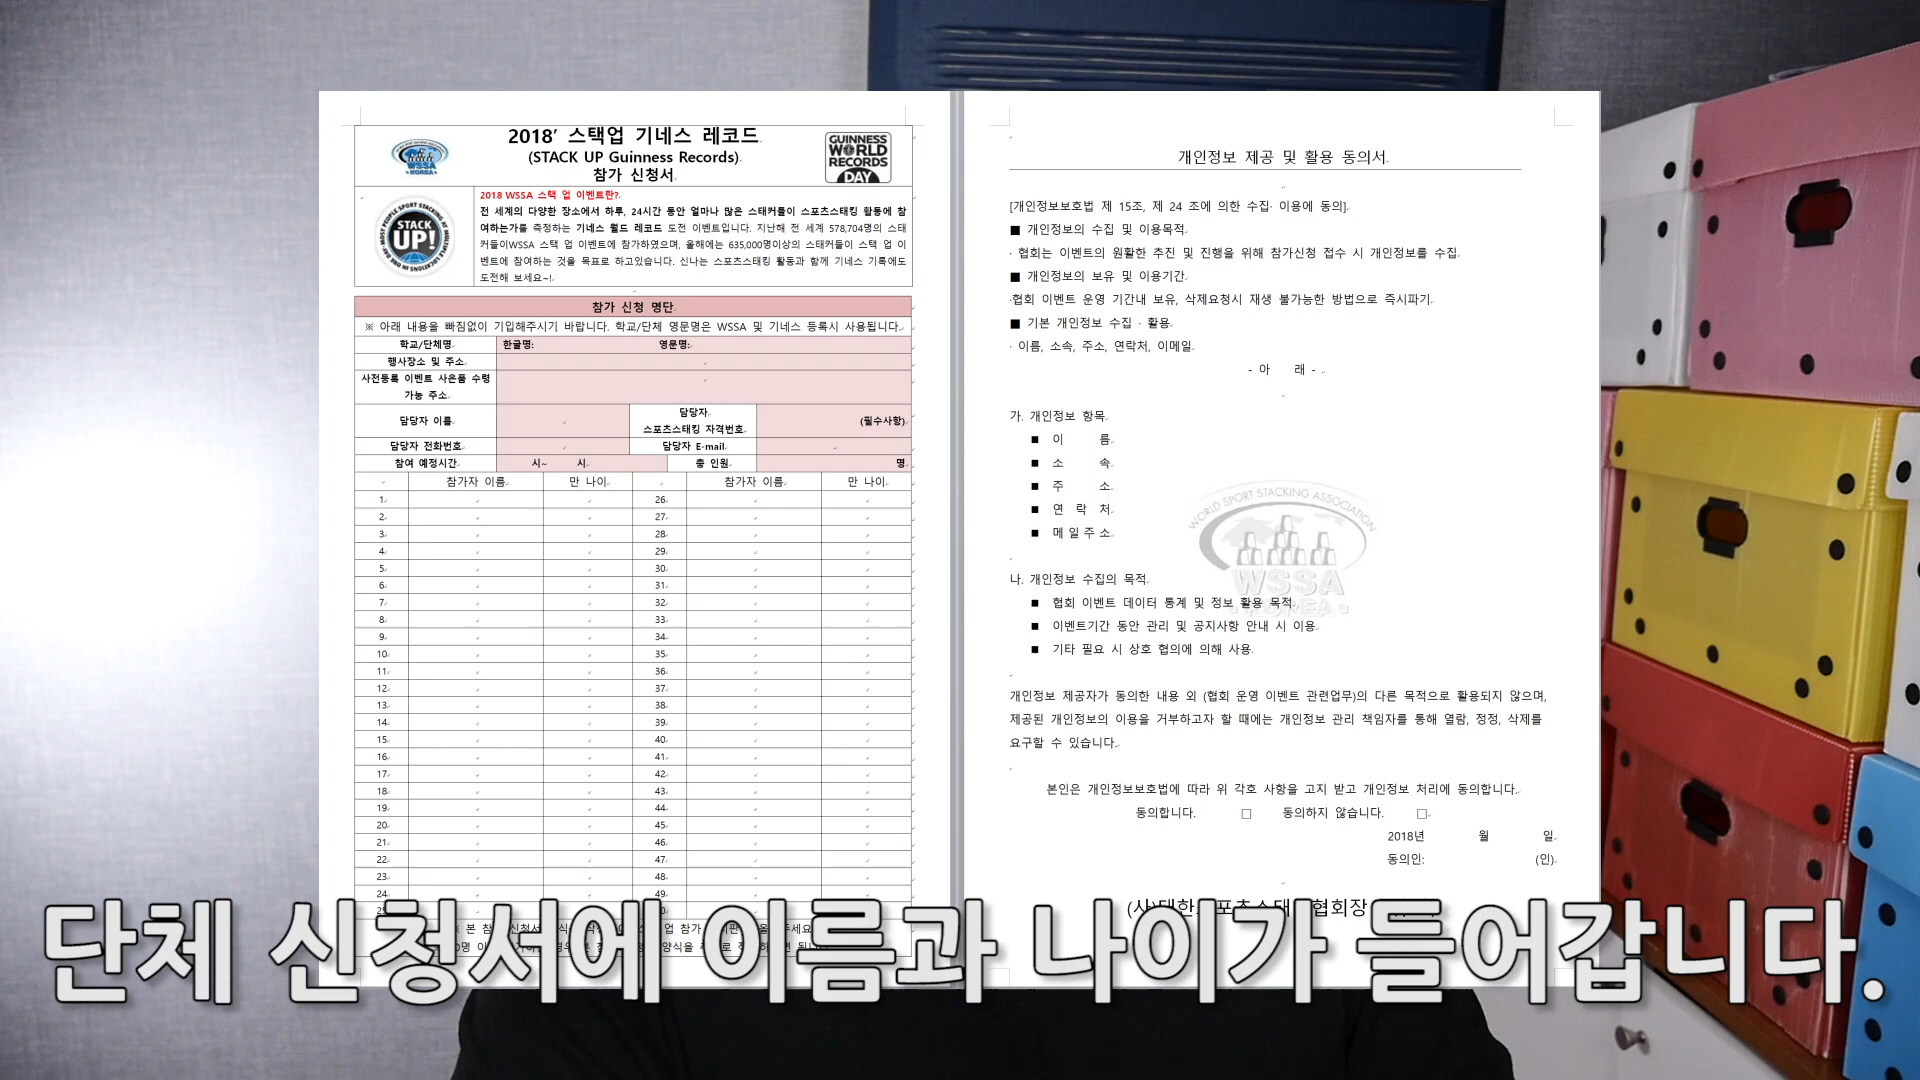 2018’ 스택업 기네스 레코드
(STACK UP Guinness Records)
참가 신청서
WSSA
KOREA
GUINNESS
WORLD
RECORDS
DAY
STACK
UP!
2018 WSSA 스택 업 이벤트란?
전 세계의 다양한 장소에서 하루, 24시간 동안 얼마나 많은 스태커들이 스포츠스태킹 활동에 참
여하는가를 측정하는 기네스 월드 레코드 도전 이벤트입니다. 지난해 전 세계 578,704명의 스태
커들이WSSA 스택 업 이벤트에 참가하였으며, 올해에는 635,000명이상의 스태커들이 스택 업 이
벤트에 참여하는 것을 목표로 하고있습니다. 신나는 스포츠스태킹 활동과 함께 기네스 기록에도
도전해 보세요~!
참가 신청 명단
※ 아래 내용을 빠짐없이 기입해주시기 바랍니다. 학교/단체 영문명은 WSSA 및 기네스 등록시 사용됩니다.
학교/단체명 한글명: 영문명:
행사장소 및 주소
사전등록 이벤트 사은품 수령
가능 주소
담당자 이름 담당자
스포츠스태킹 자격번호 (필수사항)
담당자 전화번호 담당자 E-mail
참여 예정시간 시~ 시 총 인원 명
참가자 이름 만 나이 참가자 이름 만 나이
1 26
2 27
3 28
4 29
5 30
6 31
7 32
8 33
9 34
10 35
11 36
12 37
13 38
14 39
15 40
16 41
17 42
18 43
19 44
20 45
21 46
22 47
23 48
24 49
개인정보 제공 및 활용 동의서
[개인정보보호법 제 15조, 제 24 조에 의한 수집· 이용에 동의]
■ 개인정보의 수집 및 이용목적
· 협회는 이벤트의 원활한 추진 및 진행을 위해 참가신청 접수 시 개인정보를 수집
■ 개인정보의 보유 및 이용기간
·협회 이벤트 운영 기간내 보유, 삭제요청시 재생 불가능한 방법으로 즉시파기.
■ 기본 개인정보 수집 · 활용
· 이름, 소속, 주소, 연락처, 이메일
- 아 래 -
가. 개인정보 항목
■ 이 름
■ 소 속
■ 주 소
■ 연 락 처
■ 메 일 주 소
WORLD SPORT STACKING ASSOCIATION
WSSA
KOREA
나. 개인정보 수집의 목적
■ 협회 이벤트 데이터 통계 및 정보 활용 목적
■ 이벤트기간 동안 관리 및 공지사항 안내 시 이용
■ 기타 필요 시 상호 협의에 의해 사용
개인정보 제공자가 동의한 내용 외 (협회 운영 이벤트 관련업무)의 다른 목적으로 활용되지 않으며,
제공된 개인정보의 이용을 거부하고자 할 때에는 개인정보 관리 책임자를 통해 열람, 정정, 삭제를
요구할 수 있습니다.
본인은 개인정보보호법에 따라 위 각호 사항을 고지 받고 개인정보 처리에 동의합니다.
동의합니다. □ 동의하지 않습니다. □
2018년 월 일
동의인: (인)
단체 신청서에 이름과 나이가 들어갑니다.